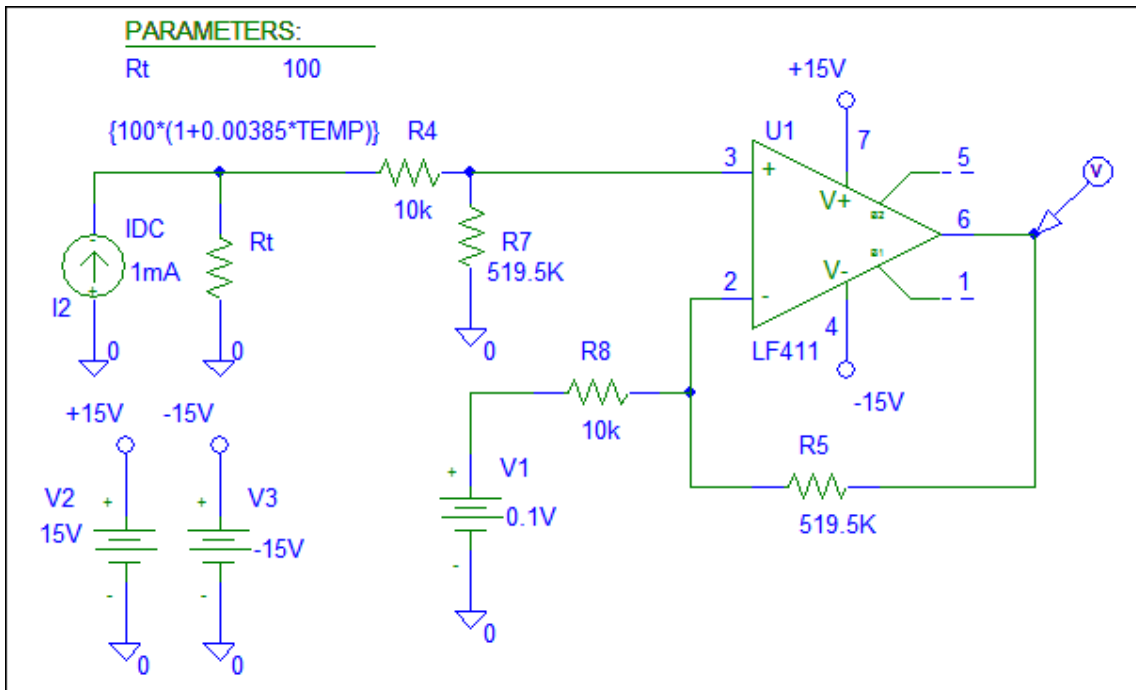 PARAMETERS:
Rt 100
+15V
{100*(1+0.00385*TEMP)}
R4
U1
7
3
5
+
V+
B2
V
10k
IDC
Rt
R7
6
1mA
519.5K
I2
2
-
V-
B1
1
0
0
0
4
LF411
R8
-15V
+15V
-15V
10k
R5
V1
V2
V3
0.1V
519.5K
15V
-15V
0
0
0